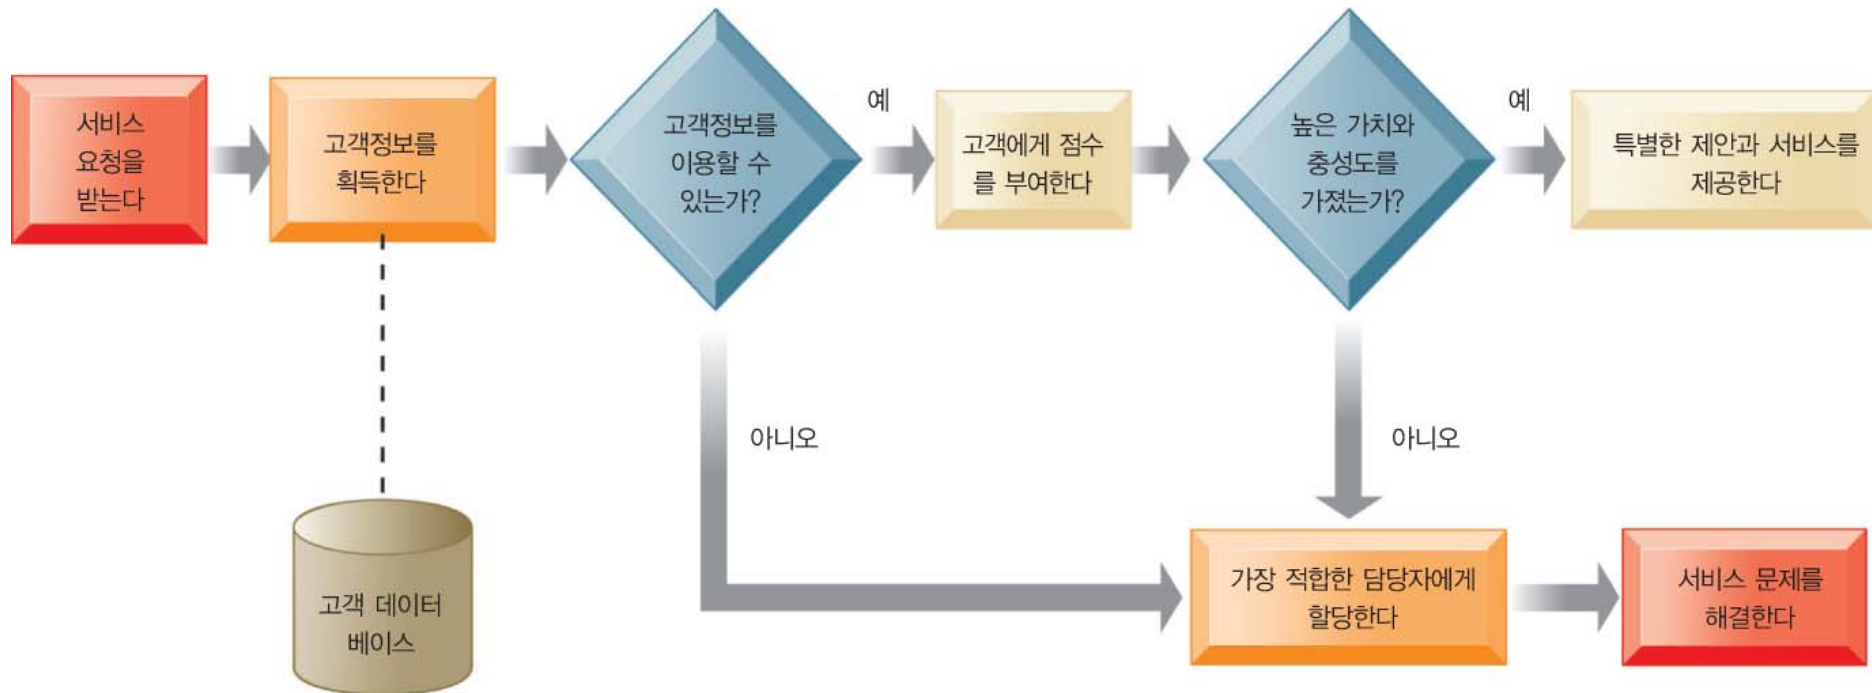 서비스
요청을
받는다
고객정보를
획득한다
고객정보를
이용할 수
있는가?
예
고객에게 점수
를 부여한다
높은 가치와
충성도를
가졌는가?
예
특별한 제안과 서비스를
제공한다
아니오
아니오
고객 데이터
베이스
가장 적합한 담당자에게
할당한다
서비스 문제를
해결한다